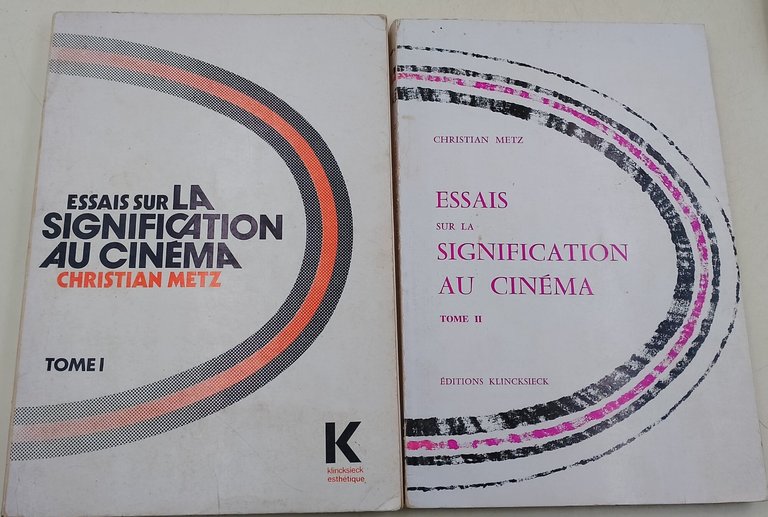 ESSAIS SUR LA
SIGNIFICATION
AU CINÉMA
CHRISTIAN METZ
TOME I
K
klincksieck
esthétique
CHRISTIAN METZ
ESSAIS
SUR LA
SIGNIFICATION
AU CINÉMA
TOME II
ÉDITIONS KLINCKSIECK